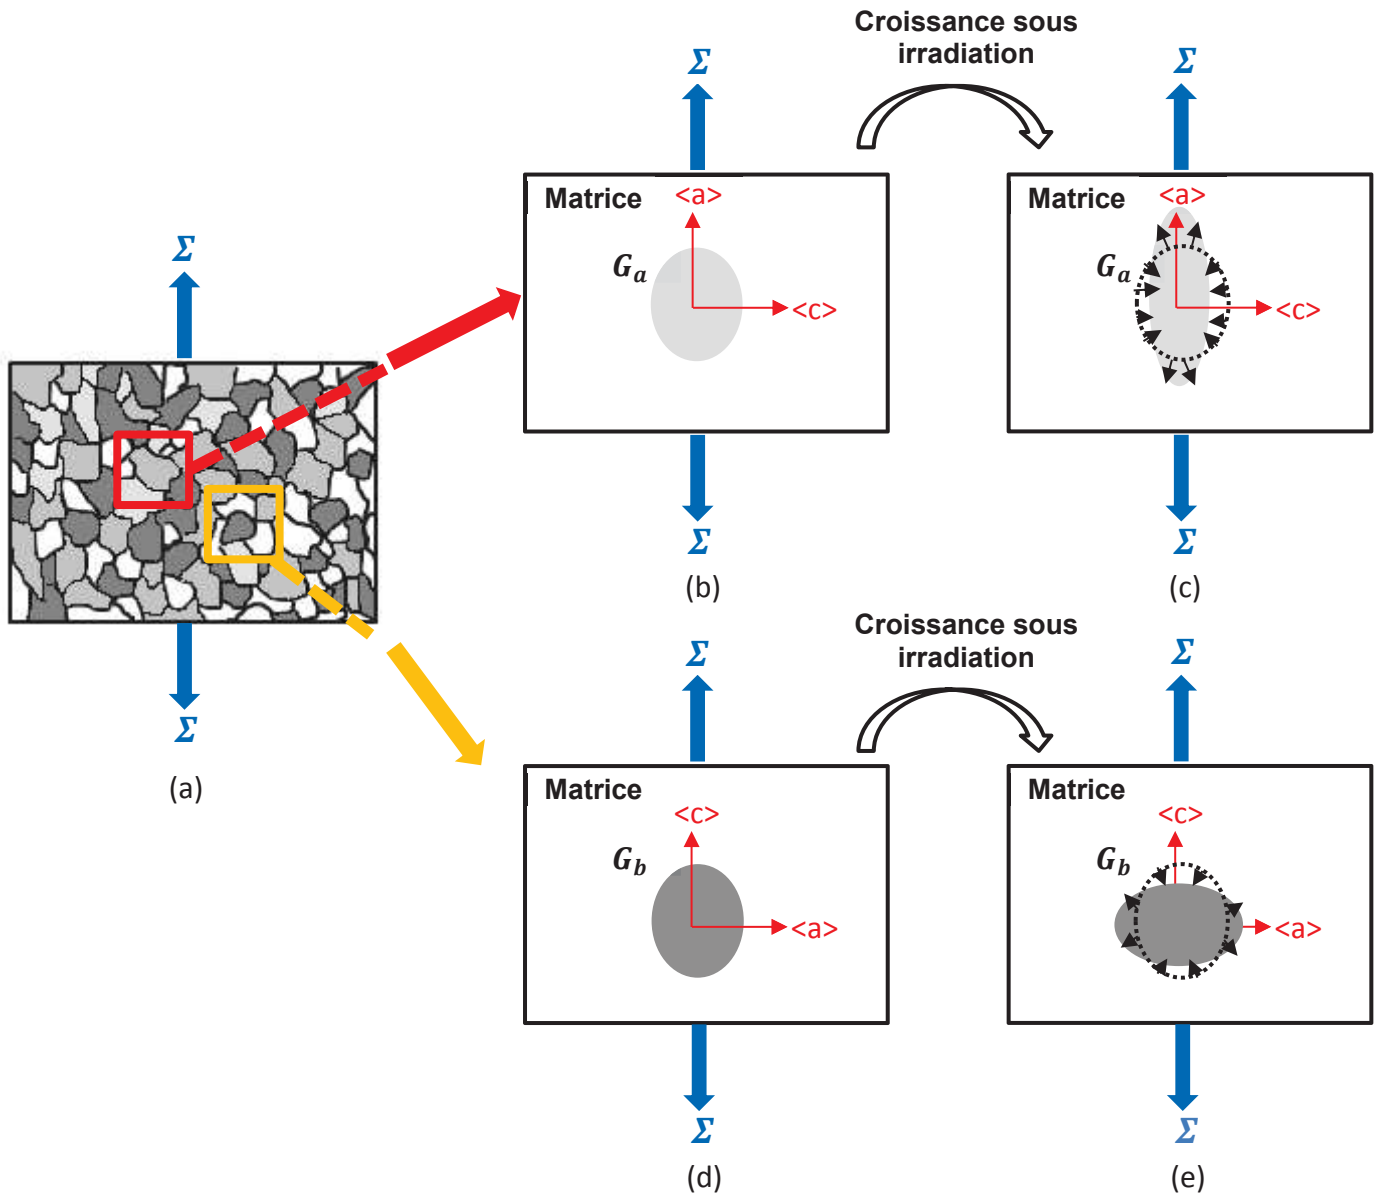 Croissance sous
irradiation
Σ
Σ
Matrice
<a>
G_a
<c>
Matrice
<a>
G_a
<c>
Σ
Σ
Σ
(b)
(c)
Σ
(a)
Croissance sous
irradiation
Σ
Σ
Matrice
<c>
G_b
<a>
Matrice
<c>
G_b
<a>
Σ
Σ
(d)
(e)